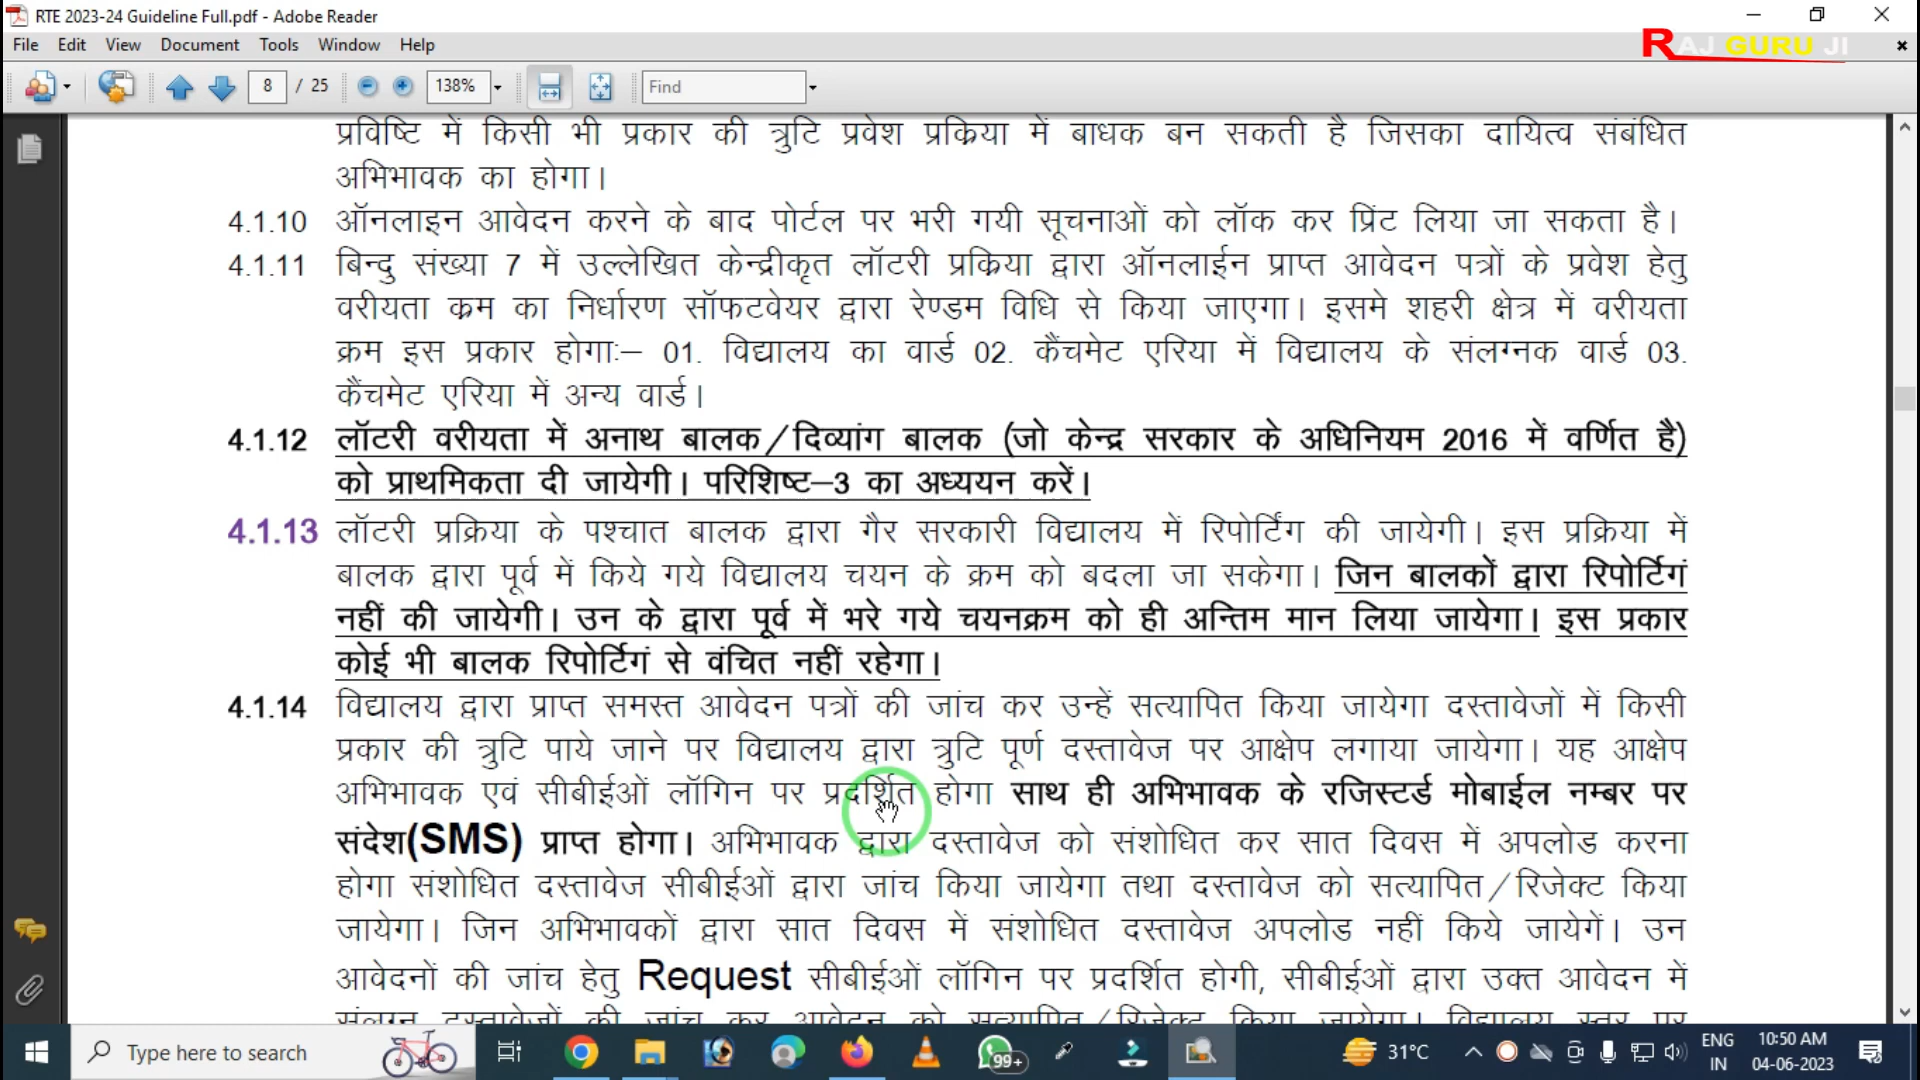 RTE 2023-24 Guideline Full.pdf - Adobe Reader
File Edit View Document Tools Window Help
RAJ GURU JI
8 / 25 138% Find
प्रविष्टि में किसी भी प्रकार की त्रुटि प्रवेश प्रक्रिया में बाधक बन सकती है जिसका दायित्व संबंधित
अभिभावक का होगा।
4.1.10 ऑनलाइन आवेदन करने के बाद पोर्टल पर भरी गयी सूचनाओं को लॉक कर प्रिंट लिया जा सकता है।
4.1.11 बिन्दु संख्या 7 में उल्लेखित केन्द्रीकृत लॉटरी प्रक्रिया द्वारा ऑनलाईन प्राप्त आवेदन पत्रों के प्रवेश हेतु
वरीयता क्रम का निर्धारण सॉफटवेयर द्वारा रेण्डम विधि से किया जाएगा। इसमे शहरी क्षेत्र में वरीयता
क्रम इस प्रकार होगाः– 01. विद्यालय का वार्ड 02. कैंचमेट एरिया में विद्यालय के संलग्नक वार्ड 03.
कैंचमेट एरिया में अन्य वार्ड।
4.1.12 लॉटरी वरीयता में अनाथ बालक/दिव्यांग बालक (जो केन्द्र सरकार के अधिनियम 2016 में वर्णित है)
को प्राथमिकता दी जायेगी। परिशिष्ट–3 का अध्ययन करें।
4.1.13 लॉटरी प्रक्रिया के पश्चात बालक द्वारा गैर सरकारी विद्यालय में रिपोर्टिंग की जायेगी। इस प्रक्रिया में
बालक द्वारा पूर्व में किये गये विद्यालय चयन के क्रम को बदला जा सकेगा। जिन बालकों द्वारा रिपोर्टिगं
नहीं की जायेगी। उन के द्वारा पूर्व में भरे गये चयनक्रम को ही अन्तिम मान लिया जायेगा। इस प्रकार
कोई भी बालक रिपोर्टिगं से वंचित नहीं रहेगा।
4.1.14 विद्यालय द्वारा प्राप्त समस्त आवेदन पत्रों की जांच कर उन्हें सत्यापित किया जायेगा दस्तावेजों में किसी
प्रकार की त्रुटि पाये जाने पर विद्यालय द्वारा त्रुटि पूर्ण दस्तावेज पर आक्षेप लगाया जायेगा। यह आक्षेप
अभिभावक एवं सीबीईओं लॉगिन पर प्रदर्शित होगा साथ ही अभिभावक के रजिस्टर्ड मोबाईल नम्बर पर
संदेश(SMS) प्राप्त होगा। अभिभावक द्वारा दस्तावेज को संशोधित कर सात दिवस में अपलोड करना
होगा संशोधित दस्तावेज सीबीईओं द्वारा जांच किया जायेगा तथा दस्तावेज को सत्यापित/रिजेक्ट किया
जायेगा। जिन अभिभावकों द्वारा सात दिवस में संशोधित दस्तावेज अपलोड नहीं किये जायेगें। उन
आवेदनों की जांच हेतु Request सीबीईओं लॉगिन पर प्रदर्शित होगी, सीबीईओं द्वारा उक्त आवेदन में
संलग्न दस्तावेजों की जांच कर आवेदन को सत्यापित/रिजेक्ट किया जायेगा। विद्यालय स्तर पर
Type here to search 99+ 31°C ENG 10:50 AM
IN 04-06-2023